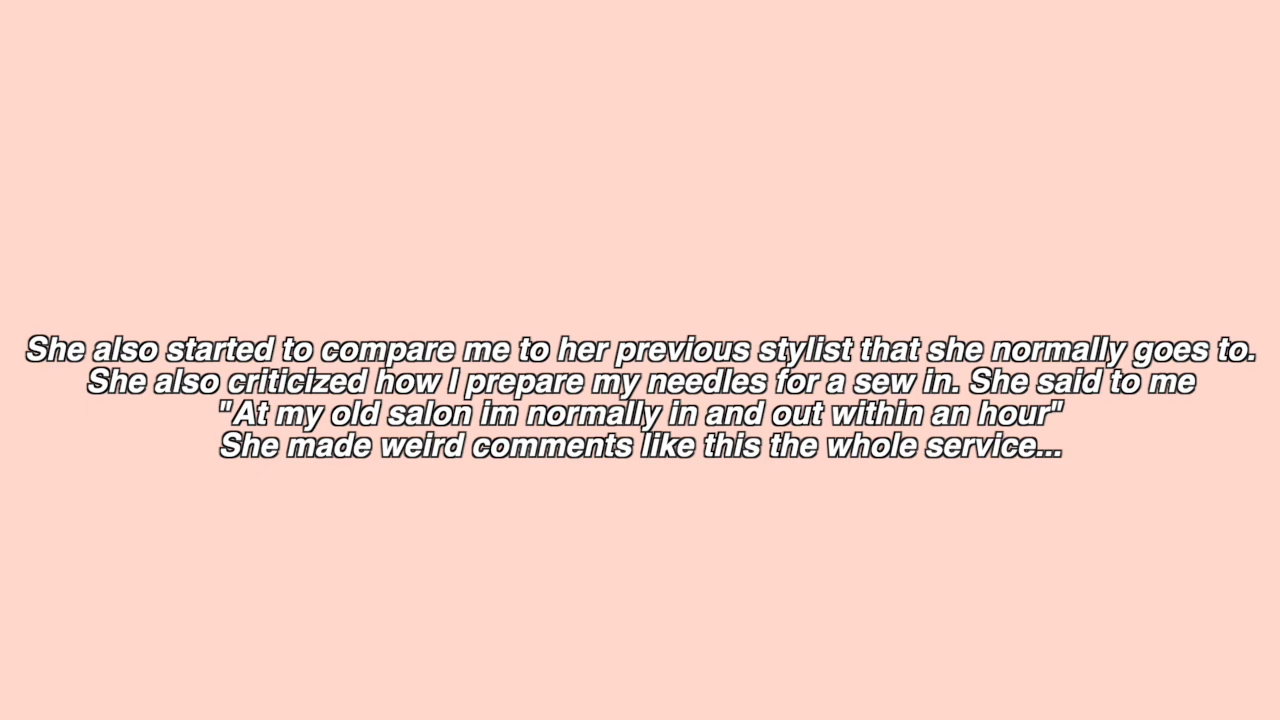 She also started to compare me to her previous stylist that she normally goes to.
She also criticized how I prepare my needles for a sew in. She said to me
"At my old salon im normally in and out within an hour"
She made weird comments like this the whole service...